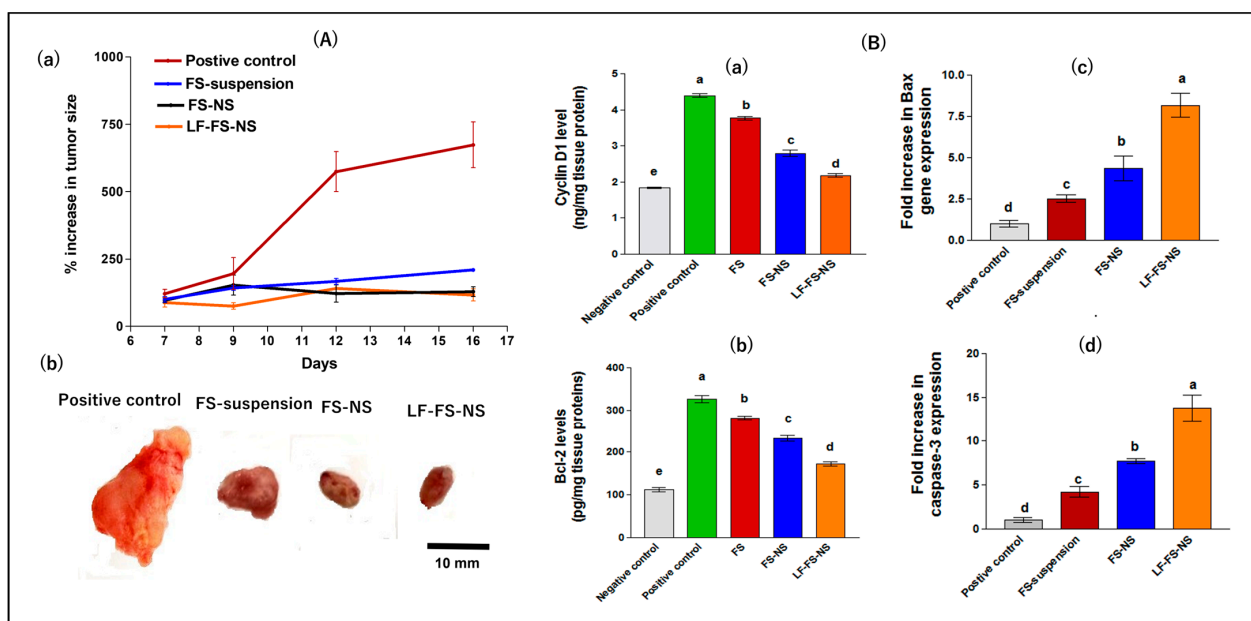 (A)
(a)
1000
750
500
250
0
% increase in tumor size
6 7 8 9 10 11 12 13 14 15 16 17
Days
Postive control
FS-suspension
FS-NS
LF-FS-NS
(b)
Positive control
FS-suspension
FS-NS
LF-FS-NS
10 mm
(B)
(a)
Cyclin D1 level
(ng/mg tissue protein)
5
4
3
2
1
0
e
a
b
c
d
Negative control
Positive control
FS
FS-NS
LF-FS-NS
(c)
Fold increase in Bax
gene expression
10.0
7.5
5.0
2.5
0.0
d
c
b
a
Postive control
FS-suspension
FS-NS
LF-FS-NS
(b)
Bcl-2 levels
(pg/mg tissue proteins)
400
300
200
100
0
e
a
b
c
d
Negative control
Positive control
FS
FS-NS
LF-FS-NS
(d)
Fold increase in
caspase-3 expression
20
15
10
5
0
d
c
b
a
Postive control
FS-suspension
FS-NS
LF-FS-NS